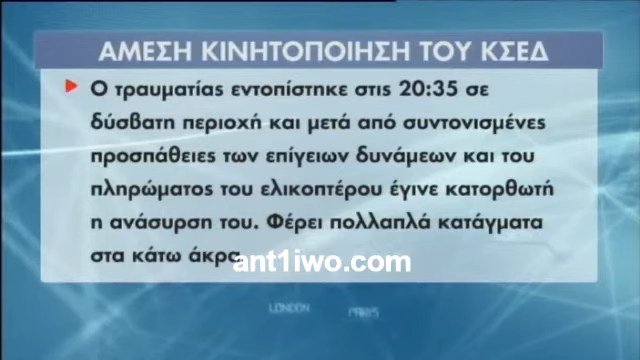 ΑΜΕΣΗ ΚΙΝΗΤΟΠΟΙΗΣΗ ΤΟΥ ΚΣΕΔ
Ο τραυματίας εντοπίστηκε στις 20:35 σε
δύσβατη περιοχή και μετά από συντονισμένες
προσπάθειες των επίγειων δυνάμεων και του
πληρώματος του ελικοπτέρου έγινε κατορθωτή
η ανάσυρση του. Φέρει πολλαπλά κατάγματα
στα κάτω άκρα
ant1iwo.com
LONDON PARIS